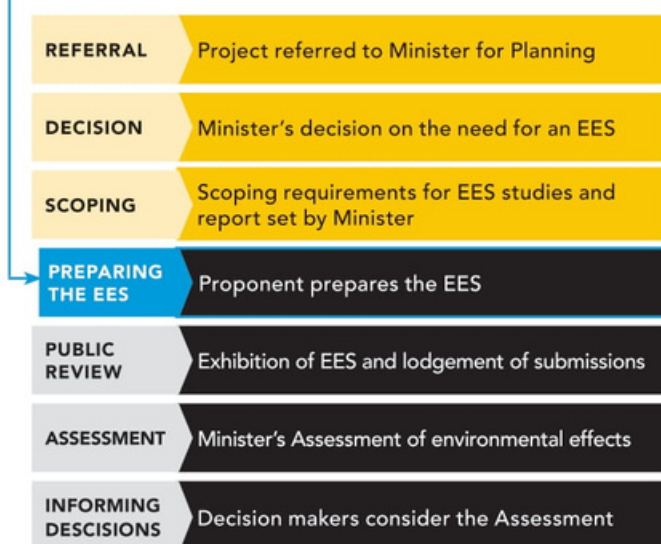 REFERRAL
Project referred to Minister for Planning
DECISION
Minister's decision on the need for an EES
SCOPING
Scoping requirements for EES studies and
report set by Minister
PREPARING
THE EES
Proponent prepares the EES
PUBLIC
REVIEW
Exhibition of EES and lodgement of submissions
ASSESSMENT
Minister's Assessment of environmental effects
INFORMING
DESCISIONS
Decision makers consider the Assessment